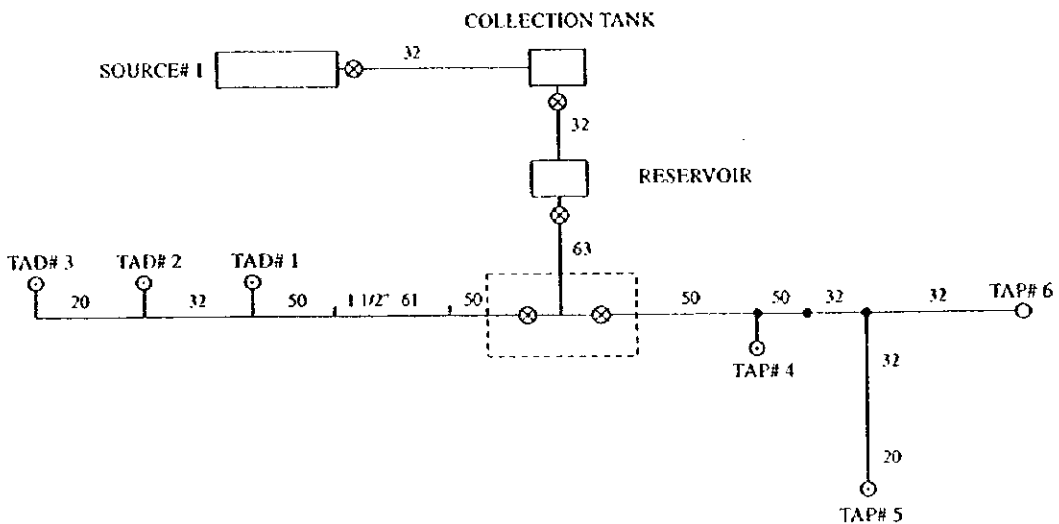 COLLECTION TANK
SOURCE# 1
32
32
RESERVOIR
63
TAD# 3
TAD# 2
TAD# 1
20
32
50
1 1/2" 61
50
50
50
32
32
TAP# 6
TAP# 4
32
20
TAP# 5